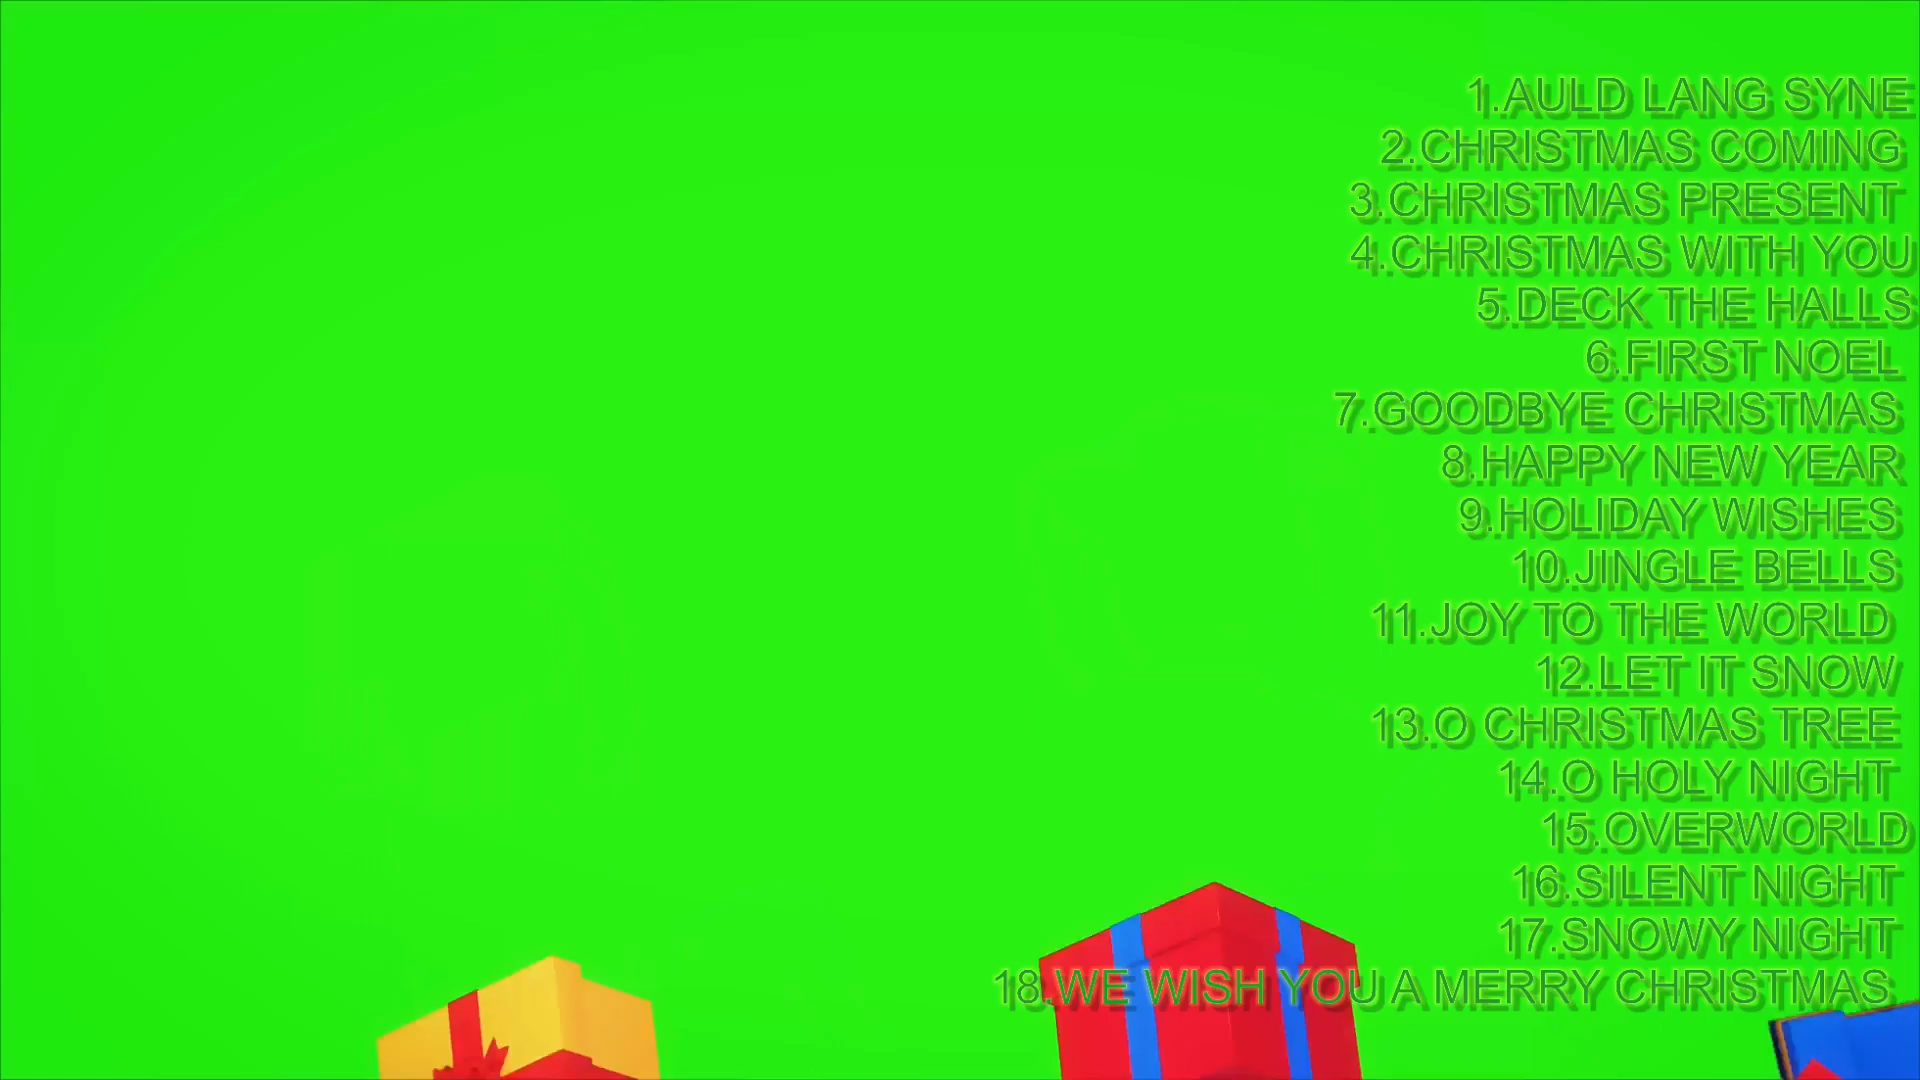 1.AULD LANG SYNE
2.CHRISTMAS COMING
3.CHRISTMAS PRESENT
4.CHRISTMAS WITH YOU
5.DECK THE HALLS
6.FIRST NOEL
7.GOODBYE CHRISTMAS
8.HAPPY NEW YEAR
9.HOLIDAY WISHES
10.JINGLE BELLS
11.JOY TO THE WORLD
12.LET IT SNOW
13.O CHRISTMAS TREE
14.O HOLY NIGHT
15.OVERWORLD
16.SILENT NIGHT
17.SNOWY NIGHT
18.WE WISH YOU A MERRY CHRISTMAS